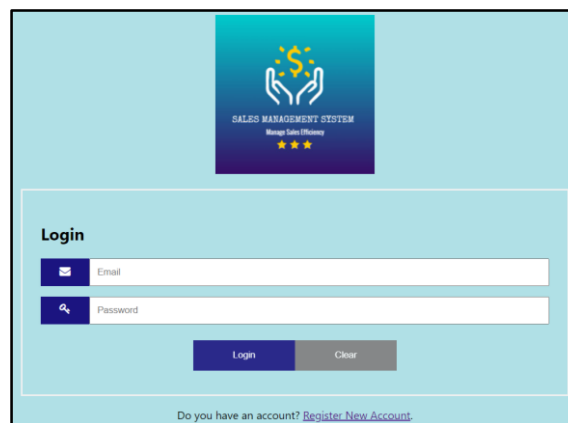 SALES MANAGEMENT SYSTEM
Manage Sales Efficiency
Login
Email
Password
Login Clear
Do you have an account? Register New Account.